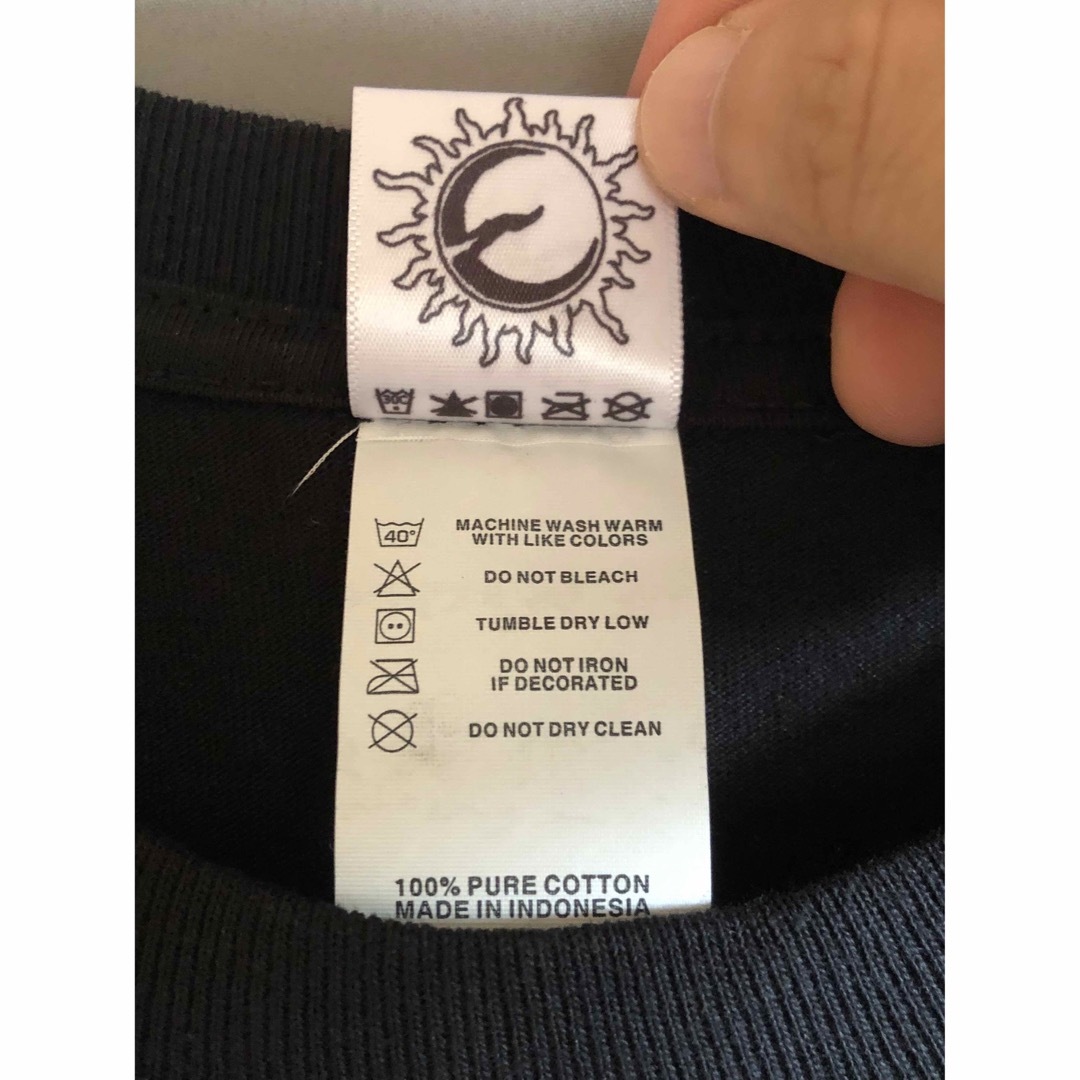 40°
MACHINE WASH WARM
WITH LIKE COLORS
DO NOT BLEACH
TUMBLE DRY LOW
DO NOT IRON
IF DECORATED
DO NOT DRY CLEAN
100% PURE COTTON
MADE IN INDONESIA